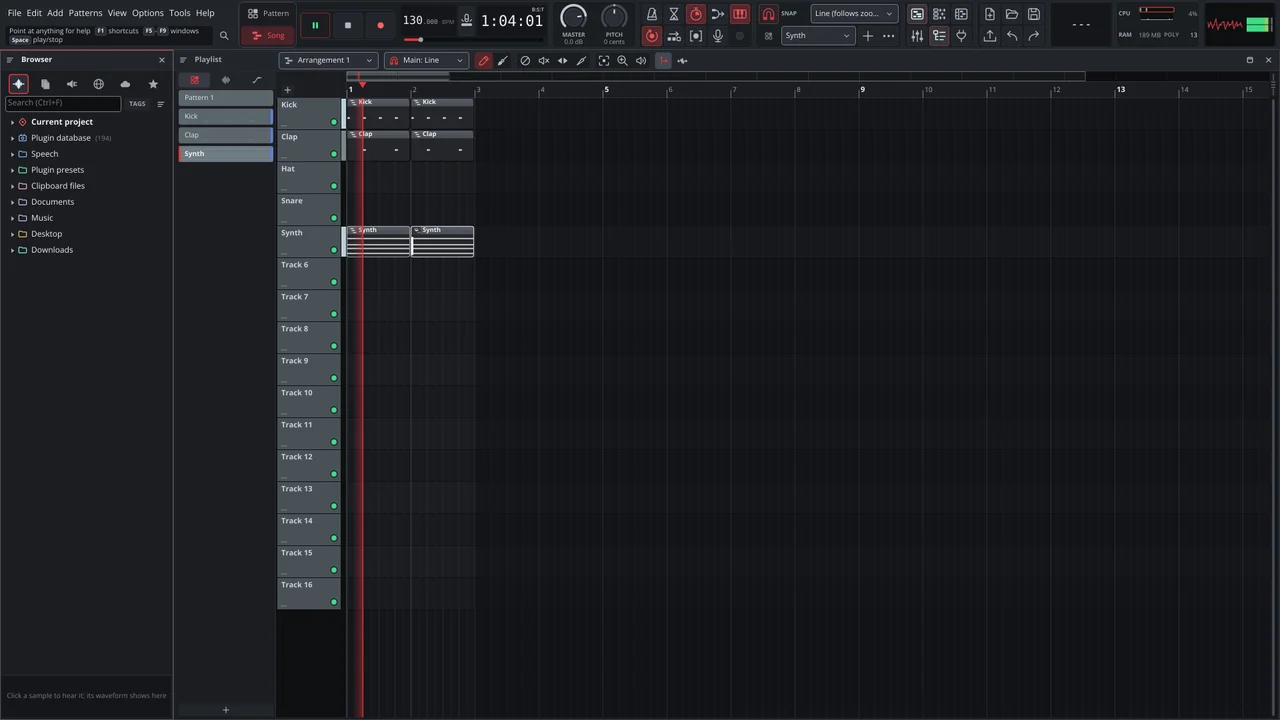 File Edit Add Patterns View Options Tools Help
Point at anything for help F1 shortcuts F5 - F9 windows
Space play/stop
Pattern
Song
130.000 BPM
1:04:01 B:S:T
MASTER
0.0 dB
PITCH
0 cents
SNAP
Line (follows zoo...
Synth
- - -
CPU 4%
RAM 189 MB POLY 13
Browser
Playlist
Arrangement 1
Main: Line
Search (Ctrl+F)
TAGS
Current project
Plugin database (194)
Speech
Plugin presets
Clipboard files
Documents
Music
Desktop
Downloads
Click a sample to hear it; its waveform shows here
Pattern 1
Kick
Clap
Synth
+
+
1 2 3 4 5 6 7 8 9 10 11 12 13 14 15
Kick
Kick Kick
Clap
Clap Clap
Hat
Snare
Synth
Synth Synth
Track 6
Track 7
Track 8
Track 9
Track 10
Track 11
Track 12
Track 13
Track 14
Track 15
Track 16